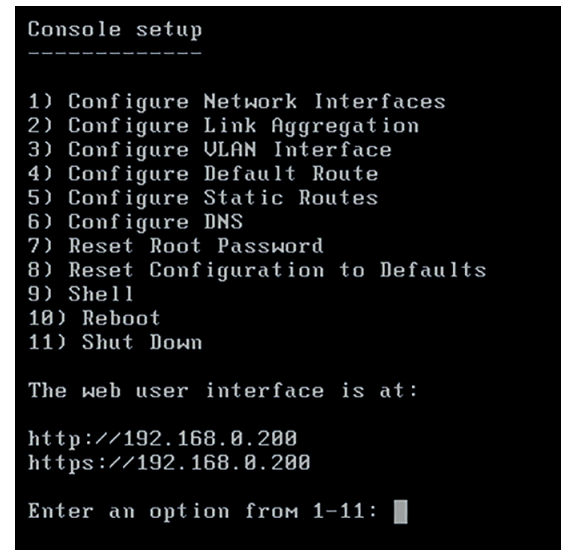 Console setup
-------------
1) Configure Network Interfaces
2) Configure Link Aggregation
3) Configure VLAN Interface
4) Configure Default Route
5) Configure Static Routes
6) Configure DNS
7) Reset Root Password
8) Reset Configuration to Defaults
9) Shell
10) Reboot
11) Shut Down
The web user interface is at:
http://192.168.0.200
https://192.168.0.200
Enter an option from 1-11: